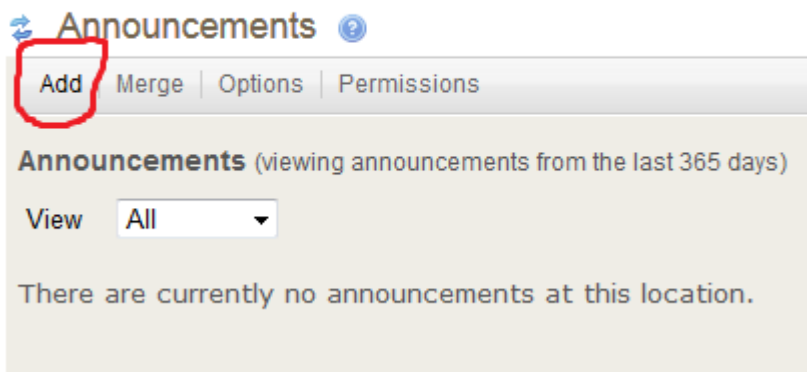 Announcements ?
Add Merge Options Permissions
Announcements (viewing announcements from the last 365 days)
View All
There are currently no announcements at this location.